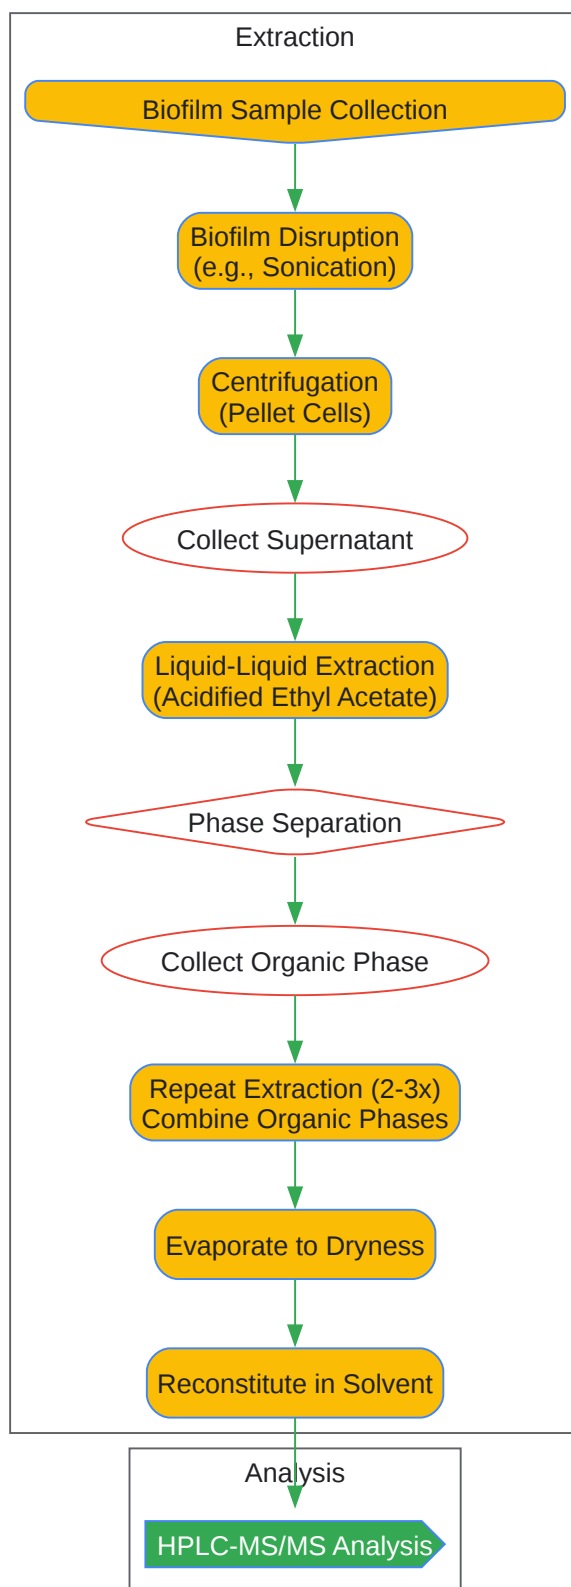 Extraction
Biofilm Sample Collection
Biofilm Disruption
(e.g., Sonication)
Centrifugation
(Pellet Cells)
Collect Supernatant
Liquid-Liquid Extraction
(Acidified Ethyl Acetate)
Phase Separation
Collect Organic Phase
Repeat Extraction (2-3x)
Combine Organic Phases
Evaporate to Dryness
Reconstitute in Solvent
Analysis
HPLC-MS/MS Analysis